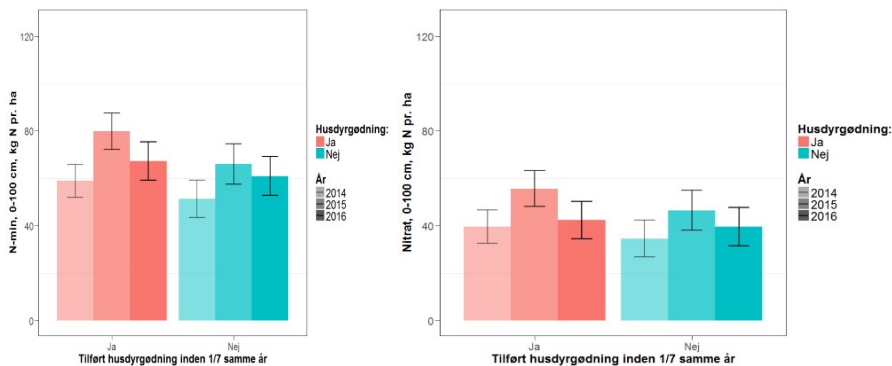 N-min, 0-100 cm, kg N pr. ha
120
80
40
0
Ja
Nej
Tilført husdyrgødning inden 1/7 samme år
Husdyrgødning:
Ja
Nej
År
2014
2015
2016
Nitrat, 0-100 cm, kg N pr. ha
120
80
40
0
Ja
Nej
Tilført husdyrgødning inden 1/7 samme år
Husdyrgødning:
Ja
Nej
År
2014
2015
2016